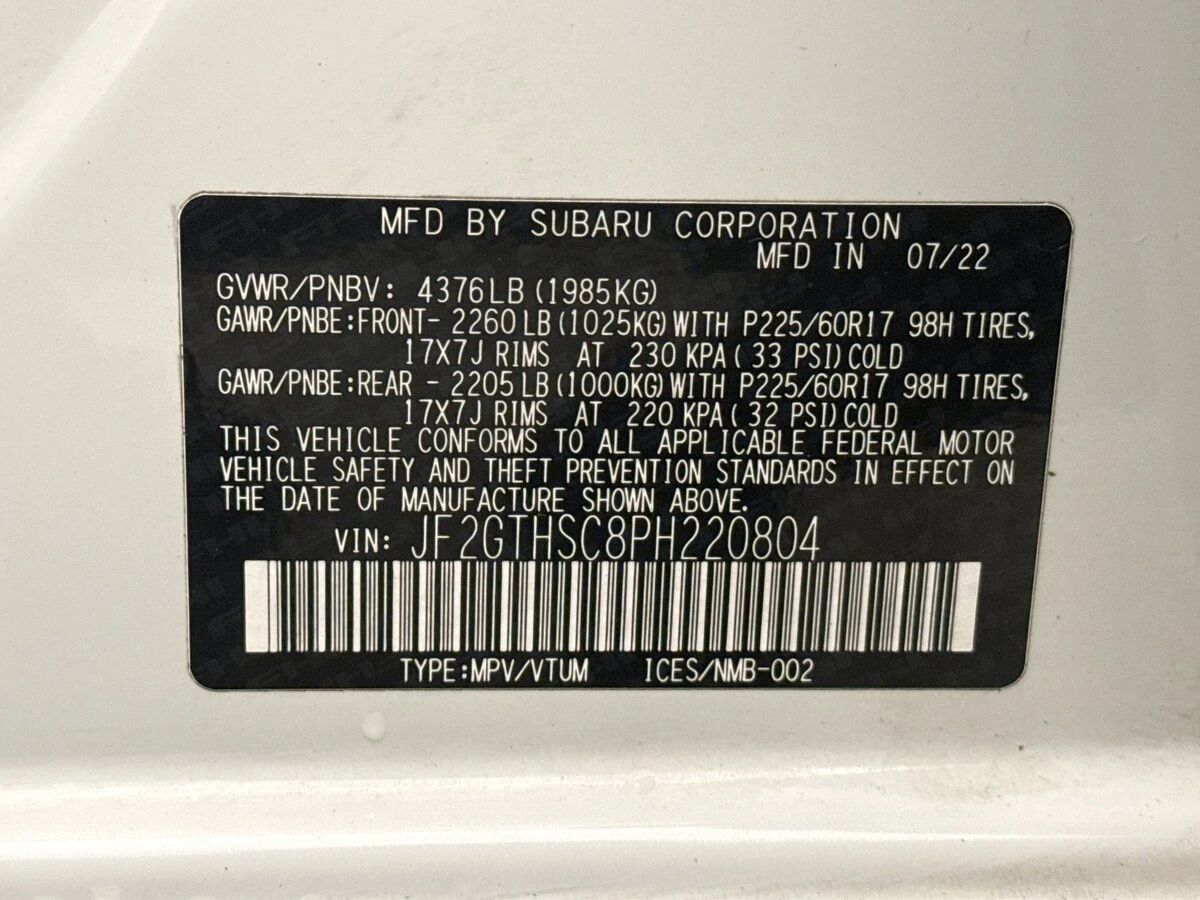 MFD BY SUBARU CORPORATION
MFD IN 07/22
GVWR/PNBV: 4376LB (1985KG)
GAWR/PNBE:FRONT- 2260 LB (1025KG) WITH P225/60R17 98H TIRES,
17X7J RIMS AT 230 KPA ( 33 PSI) COLD
GAWR/PNBE:REAR - 2205 LB (1000KG) WITH P225/60R17 98H TIRES,
17X7J RIMS AT 220 KPA ( 32 PSI) COLD
THIS VEHICLE CONFORMS TO ALL APPLICABLE FEDERAL MOTOR
VEHICLE SAFETY AND THEFT PREVENTION STANDARDS IN EFFECT ON
THE DATE OF MANUFACTURE SHOWN ABOVE.
VIN: JF2GTHSC8PH220804
TYPE:MPV/VTUM ICES/NMB-002